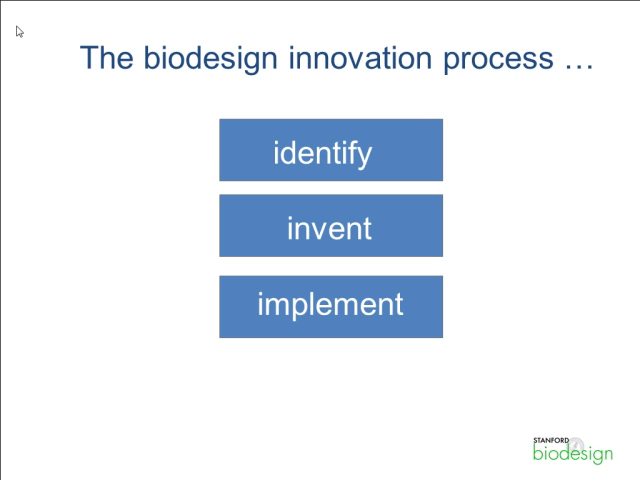 The biodesign innovation process …
identify
invent
implement
STANFORD
biodesign